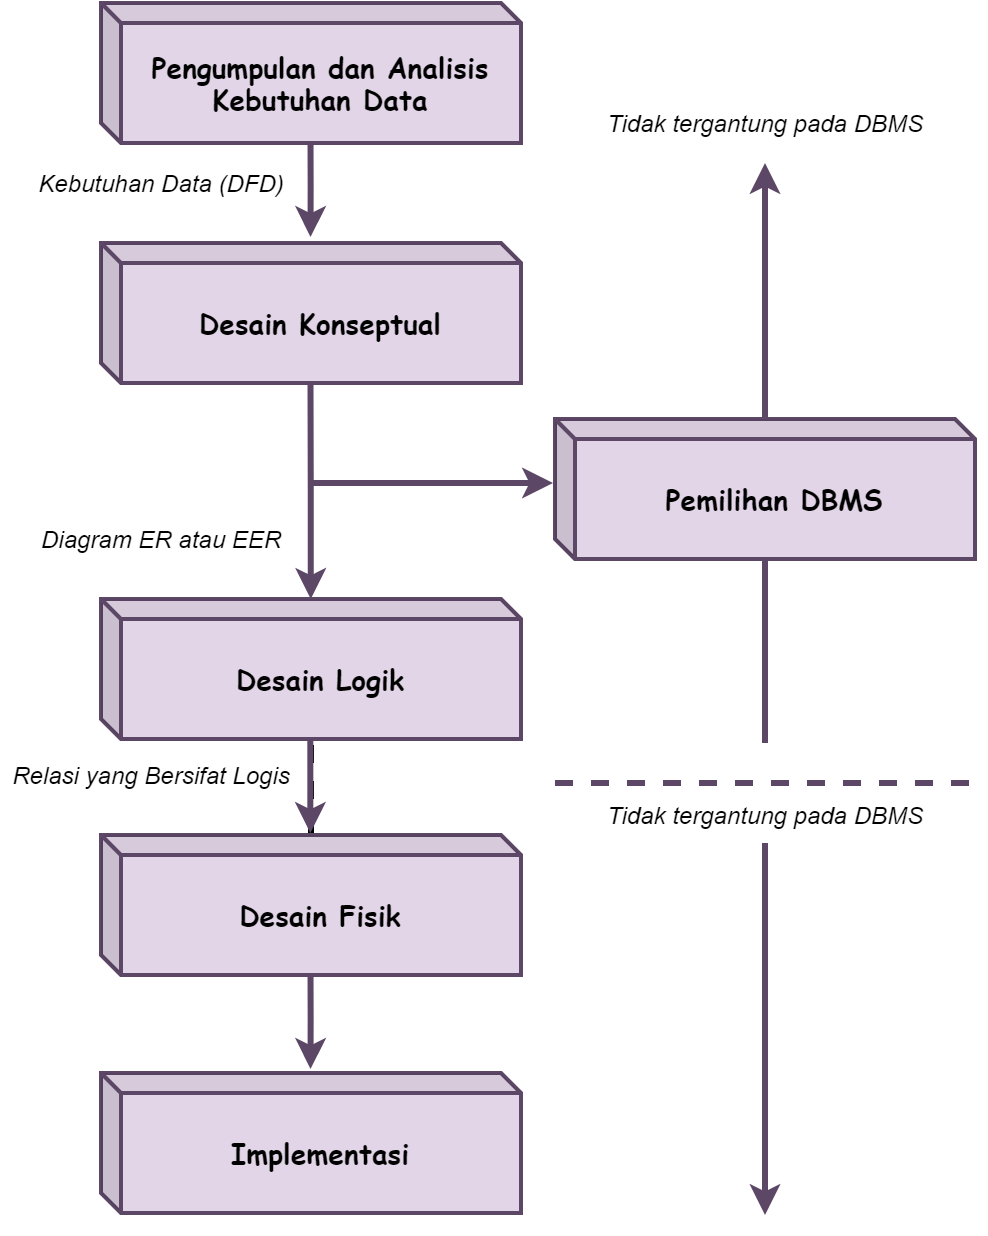 Pengumpulan dan Analisis
Kebutuhan Data
Tidak tergantung pada DBMS
Kebutuhan Data (DFD)
Desain Konseptual
Pemilihan DBMS
Diagram ER atau EER
Desain Logik
Relasi yang Bersifat Logis
Tidak tergantung pada DBMS
Desain Fisik
Implementasi